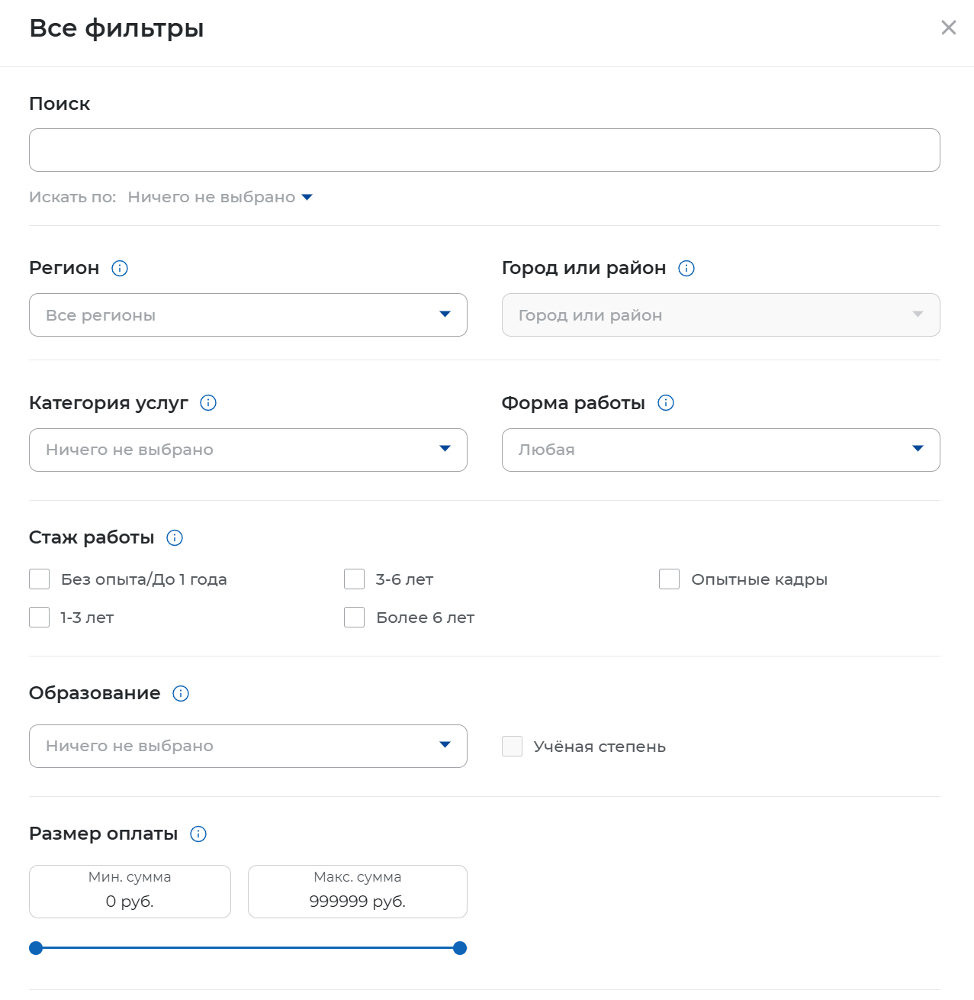 Все фильтры
Поиск
Искать по: Ничего не выбрано
Регион
Город или район
Все регионы
Город или район
Категория услуг
Форма работы
Ничего не выбрано
Любая
Стаж работы
Без опыта/До 1 года
3-6 лет
Опытные кадры
1-3 лет
Более 6 лет
Образование
Ничего не выбрано
Учёная степень
Размер оплаты
Мин. сумма
0 руб.
Макс. сумма
999999 руб.